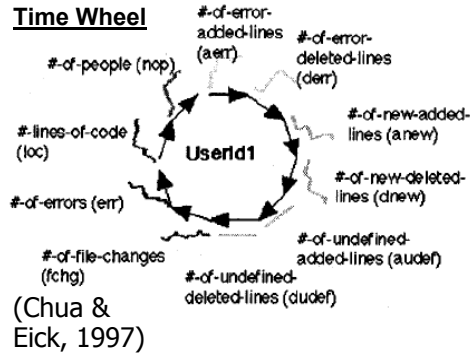 Time Wheel
#-of-error-
added-lines
(aerr)
#-of-error-
deleted-lines
(derr)
#-of-new-added-
lines (anew)
#-of-new-deleted-
lines (dnew)
#-of-undefined-
added-lines (audef)
#-of-undefined-
deleted-lines (dudef)
#-of-file-changes
(fchg)
#-of-errors (err)
#-lines-of-code
(loc)
#-of-people (nop)
UserId1
(Chua &
Eick, 1997)